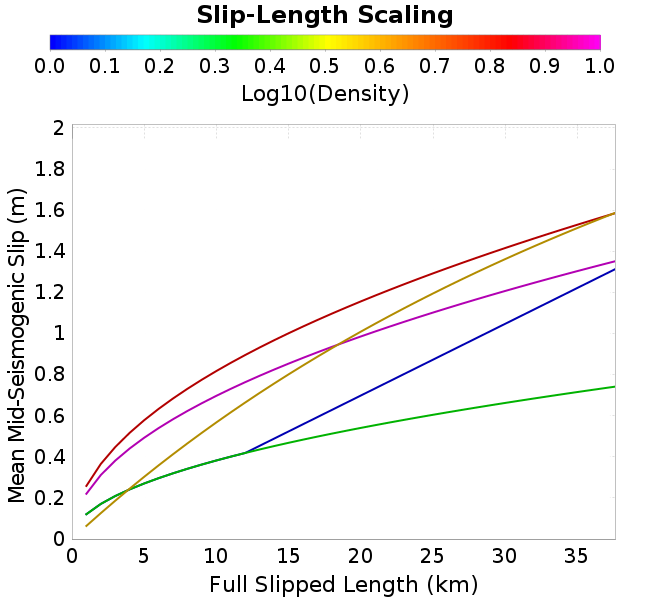 Slip-Length Scaling
0.0 0.1 0.2 0.3 0.4 0.5 0.6 0.7 0.8 0.9 1.0
Log10(Density)
Mean Mid-Seismogenic Slip (m)
2
1.8
1.6
1.4
1.2
1
0.8
0.6
0.4
0.2
0
0 5 10 15 20 25 30 35
Full Slipped Length (km)